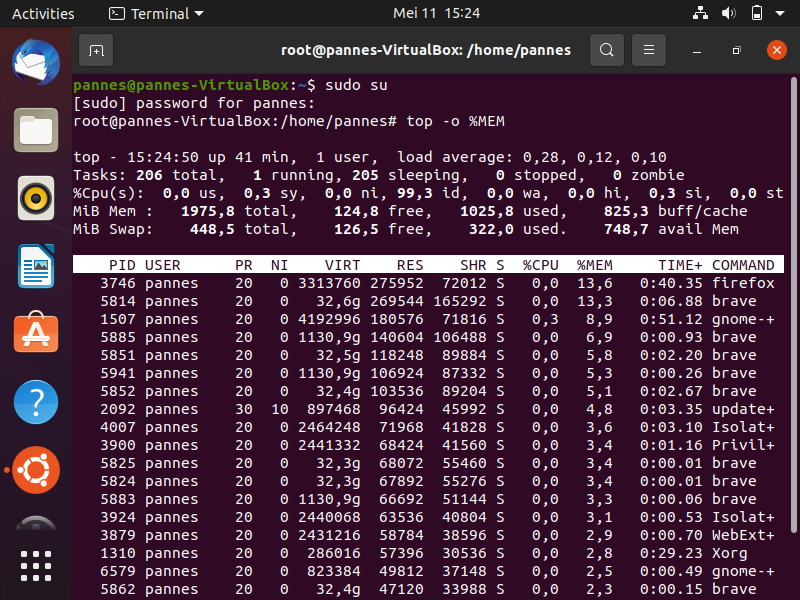 Activities Terminal Mei 11 15:24
root@pannes-VirtualBox: /home/pannes
pannes@pannes-VirtualBox:~$ sudo su
[sudo] password for pannes:
root@pannes-VirtualBox:/home/pannes# top -o %MEM
top - 15:24:50 up 41 min,  1 user,  load average: 0,28, 0,12, 0,10
Tasks: 206 total,   1 running, 205 sleeping,   0 stopped,   0 zombie
%Cpu(s):  0,0 us,  0,3 sy,  0,0 ni, 99,3 id,  0,0 wa,  0,0 hi,  0,3 si,  0,0 st
MiB Mem :   1975,8 total,    124,8 free,   1025,8 used,    825,3 buff/cache
MiB Swap:    448,5 total,    126,5 free,    322,0 used.    748,7 avail Mem
PID USER      PR  NI    VIRT    RES    SHR S  %CPU  %MEM     TIME+ COMMAND
3746 pannes    20   0 3313760 275952  72012 S   0,0  13,6   0:40.35 firefox
5814 pannes    20   0   32,6g 269544 165292 S   0,0  13,3   0:06.88 brave
1507 pannes    20   0 4192996 180576  71816 S   0,3   8,9   0:51.12 gnome-+
5885 pannes    20   0 1130,9g 140604 106488 S   0,0   6,9   0:00.93 brave
5851 pannes    20   0   32,5g 118248  89884 S   0,0   5,8   0:02.20 brave
5941 pannes    20   0 1130,9g 106924  87332 S   0,0   5,3   0:00.26 brave
5852 pannes    20   0   32,4g 103536  89204 S   0,0   5,1   0:02.67 brave
2092 pannes    30  10  897468  96424  45992 S   0,0   4,8   0:03.35 update+
4007 pannes    20   0 2464248  71968  41828 S   0,0   3,6   0:03.10 Isolat+
3900 pannes    20   0 2441332  68424  41560 S   0,0   3,4   0:01.16 Privil+
5825 pannes    20   0   32,3g  68072  55460 S   0,0   3,4   0:00.01 brave
5824 pannes    20   0   32,3g  67892  55276 S   0,0   3,4   0:00.01 brave
5883 pannes    20   0 1130,9g  66692  51144 S   0,0   3,3   0:00.06 brave
3924 pannes    20   0 2440068  63536  40804 S   0,0   3,1   0:00.53 Isolat+
3879 pannes    20   0 2431216  58784  38596 S   0,0   2,9   0:00.70 WebExt+
1310 pannes    20   0  286016  57396  30536 S   0,0   2,8   0:29.23 Xorg
6579 pannes    20   0  823384  49812  37148 S   0,0   2,5   0:00.49 gnome-+
5862 pannes    20   0   32,4g  47120  33988 S   0,0   2,3   0:00.15 brave